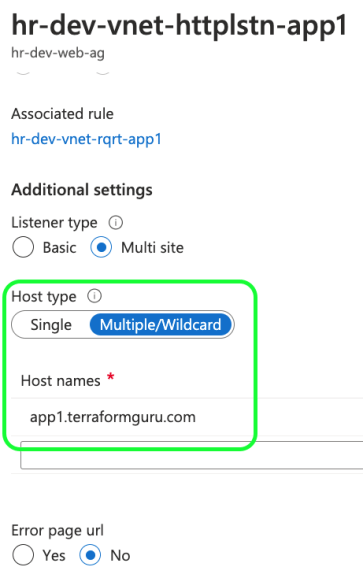 hr-dev-vnet-httplstn-app1
hr-dev-web-ag
Associated rule
hr-dev-vnet-rqrt-app1
Additional settings
Listener type
Basic Multi site
Host type
Single Multiple/Wildcard
Host names *
app1.terraformguru.com
Error page url
Yes No